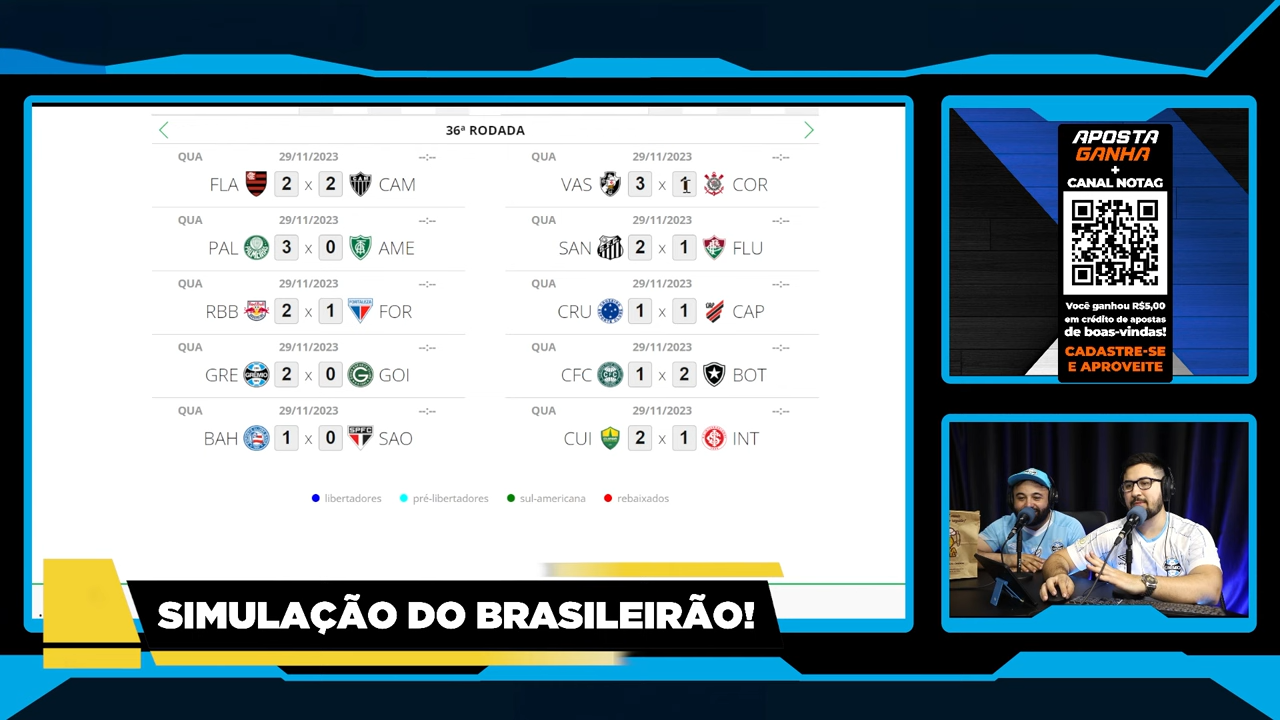 36ª RODADA
QUA 29/11/2023 --:--
FLA 2 x 2 CAM
QUA 29/11/2023 --:--
PAL 3 x 0 AME
QUA 29/11/2023 --:--
RBB 2 x 1 FOR
QUA 29/11/2023 --:--
GRE 2 x 0 GOI
QUA 29/11/2023 --:--
BAH 1 x 0 SAO
QUA 29/11/2023 --:--
VAS 3 x 1 COR
QUA 29/11/2023 --:--
SAN 2 x 1 FLU
QUA 29/11/2023 --:--
CRU 1 x 1 CAP
QUA 29/11/2023 --:--
CFC 1 x 2 BOT
QUA 29/11/2023 --:--
CUI 2 x 1 INT
libertadores pré-libertadores sul-americana rebaixados
SIMULAÇÃO DO BRASILEIRÃO!
APOSTA
GANHA
+
CANAL NOTAG
Você ganhou R$5,00
em crédito de apostas
de boas-vindas!
CADASTRE-SE
E APROVEITE